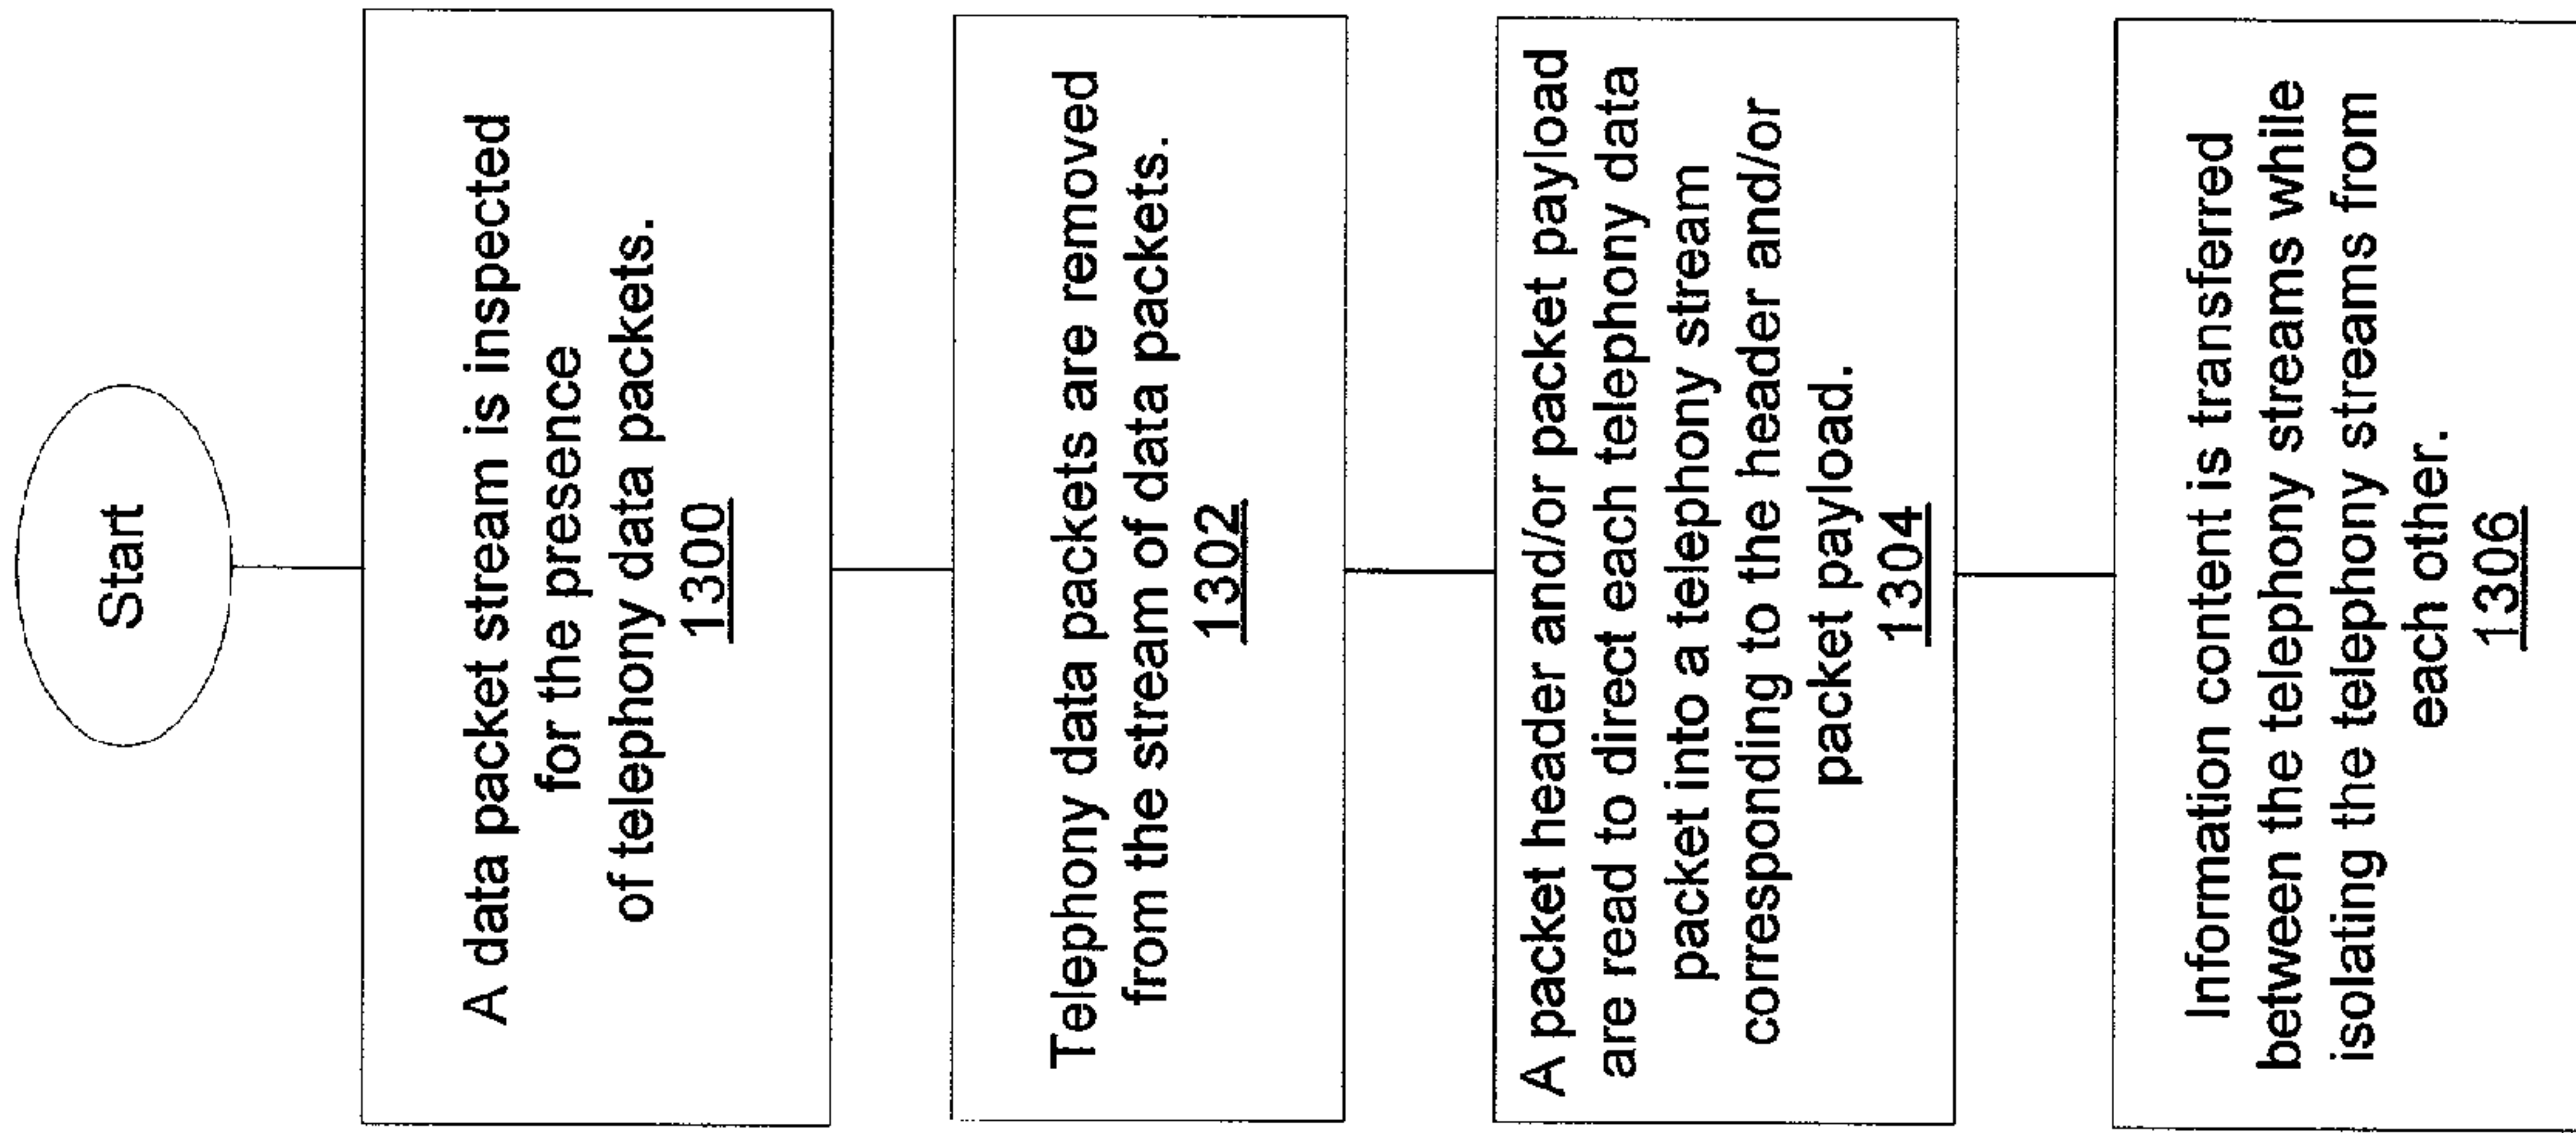 Start
A data packet stream is inspected
for the presence
of telephony data packets.
1300
Telephony data packets are removed
from the stream of data packets.
1302
A packet header and/or packet payload
are read to direct each telephony data
packet into a telephony stream
corresponding to the header and/or
packet payload.
1304
Information content is transferred
between the telephony streams while
isolating the telephony streams from
each other.
1306